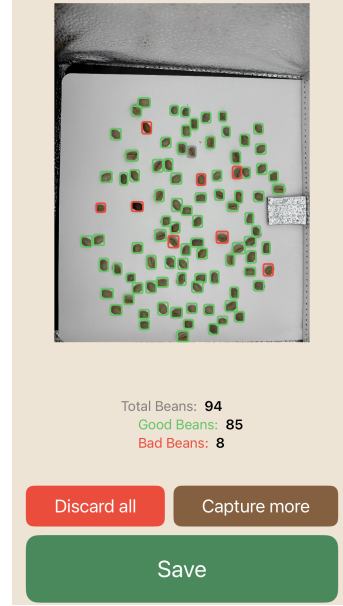 Total Beans: 94
Good Beans: 85
Bad Beans: 8
Discard all
Capture more
Save